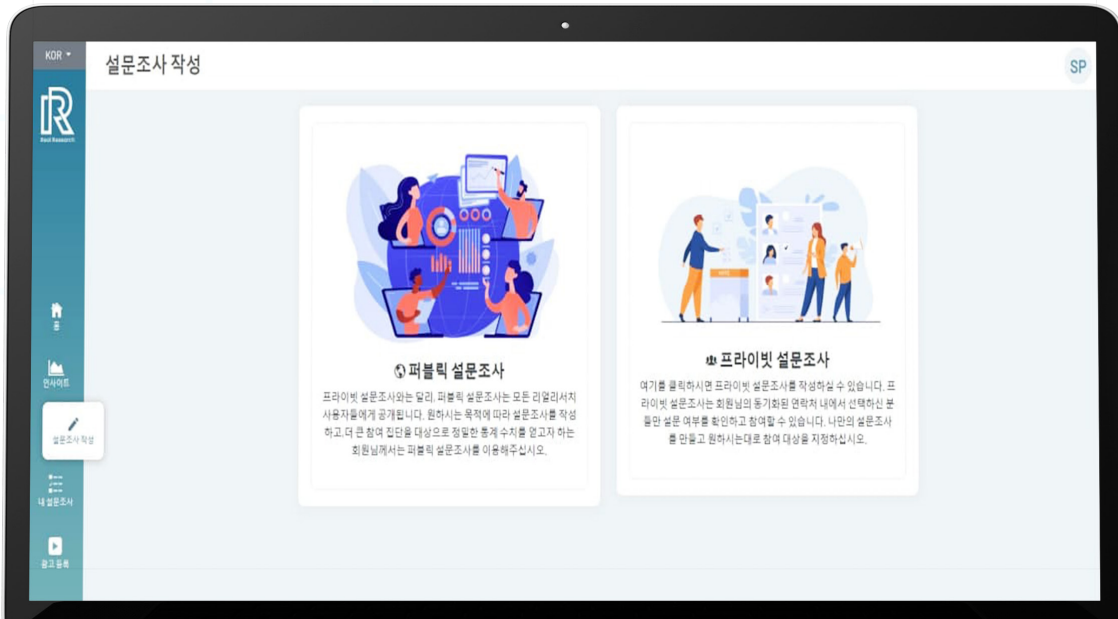 KOR
설문조사 작성
SP
R
Real Research
홈
인사이트
설문조사 작성
내 설문조사
광고 등록
퍼블릭 설문조사
프라이빗 설문조사와는 달리, 퍼블릭 설문조사는 모든 리얼리서치
사용자들에게 공개됩니다. 원하시는 목적에 따라 설문조사를 작성
하고, 더 큰 참여 집단을 대상으로 정밀한 통계 수치를 얻고자 하는
회원님께서는 퍼블릭 설문조사를 이용해주십시오.
프라이빗 설문조사
여기를 클릭하시면 프라이빗 설문조사를 작성하실 수 있습니다. 프
라이빗 설문조사는 회원님의 동기화된 연락처 내에서 선택하신 분
들만 설문 여부를 확인하고 참여할 수 있습니다. 나만의 설문조사
를 만들고 원하시는대로 참여 대상을 지정하십시오.